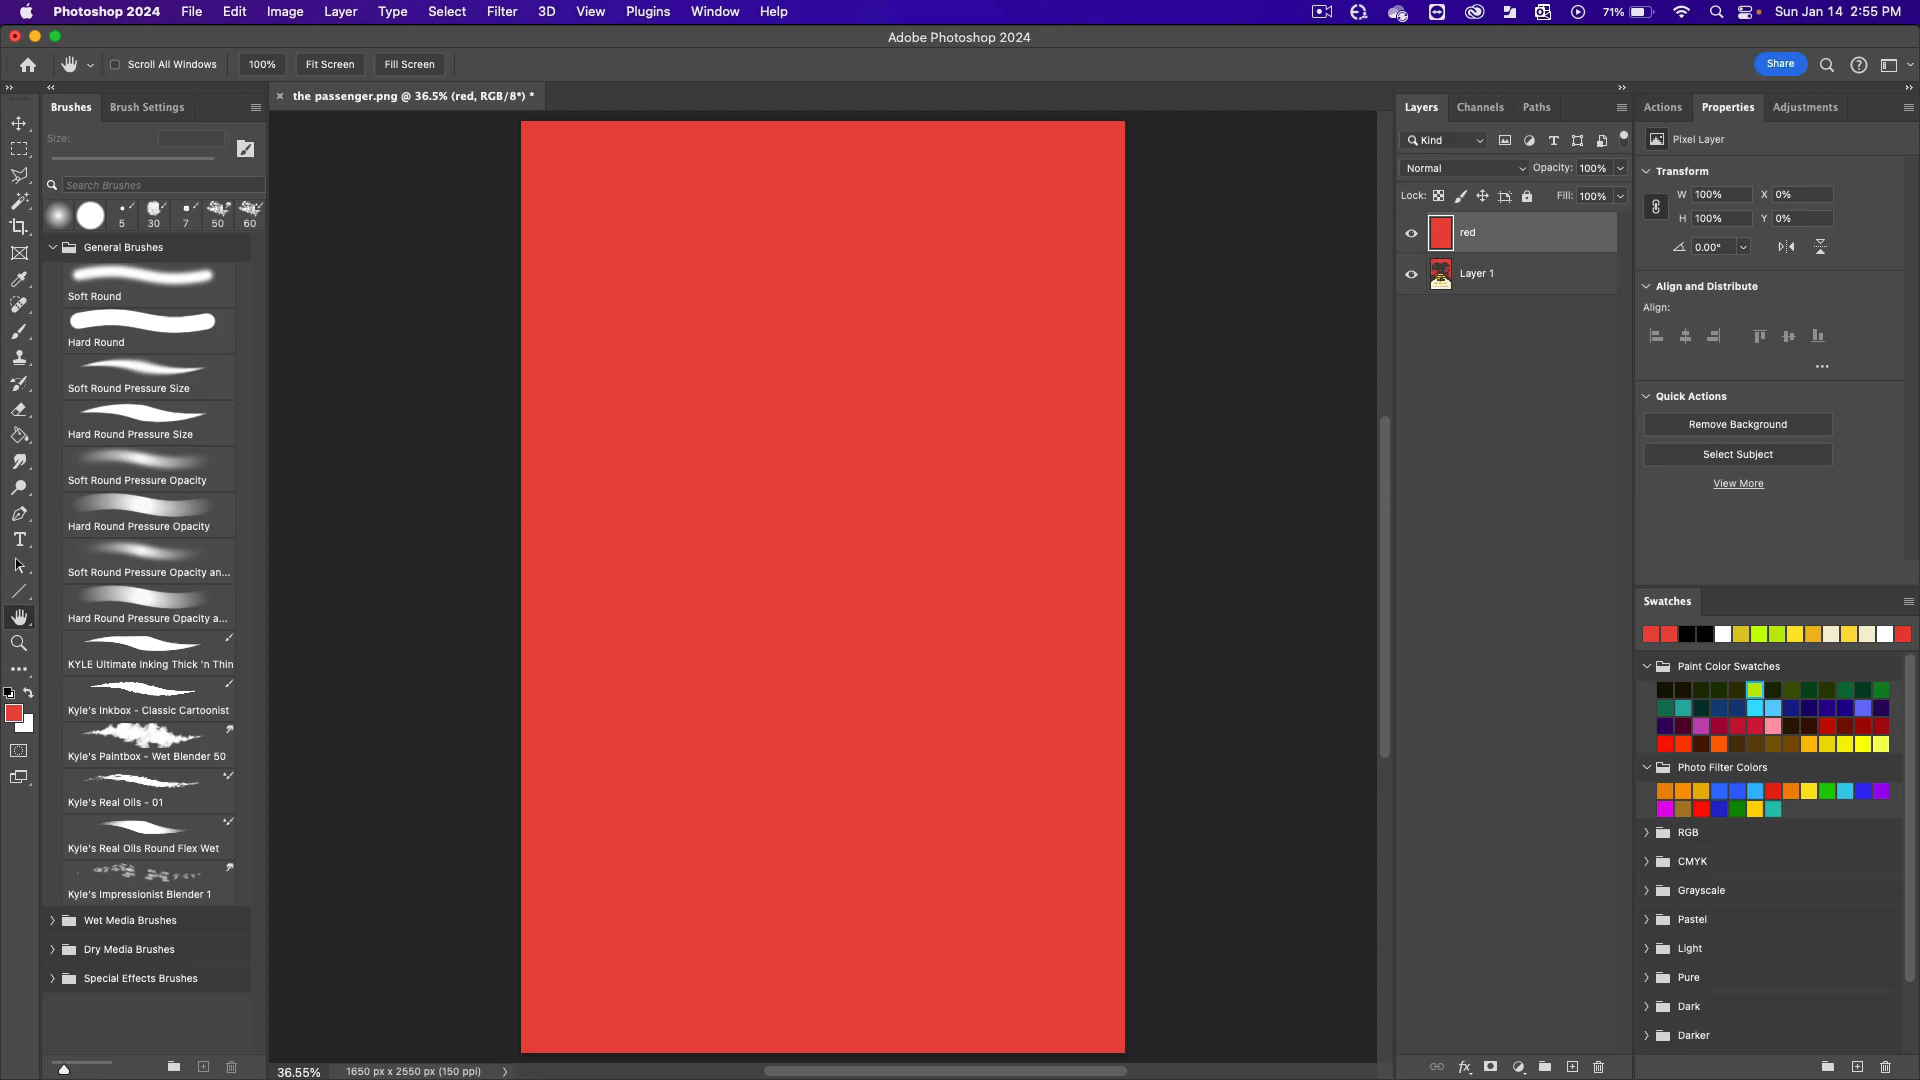 Photoshop 2024 File Edit Image Layer Type Select Filter 3D View Plugins Window Help 71% Sun Jan 14 2:55 PM
Adobe Photoshop 2024
Scroll All Windows 100% Fit Screen Fill Screen Share
Brushes Brush Settings
Size:
Search Brushes
5 30 7 50 60
General Brushes
Soft Round
Hard Round
Soft Round Pressure Size
Hard Round Pressure Size
Soft Round Pressure Opacity
Hard Round Pressure Opacity
Soft Round Pressure Opacity an...
Hard Round Pressure Opacity a...
KYLE Ultimate Inking Thick 'n Thin
Kyle's Inkbox - Classic Cartoonist
Kyle's Paintbox - Wet Blender 50
Kyle's Real Oils - 01
Kyle's Real Oils Round Flex Wet
Kyle's Impressionist Blender 1
Wet Media Brushes
Dry Media Brushes
Special Effects Brushes
the passenger.png @ 36.5% (red, RGB/8*) *
36.55% 1650 px x 2550 px (150 ppi)
Layers Channels Paths
Kind
Normal Opacity: 100%
Lock: Fill: 100%
red
Layer 1
fx
Actions Properties Adjustments
Pixel Layer
Transform
W 100% X 0%
H 100% Y 0%
0.00°
Align and Distribute
Align:
Quick Actions
Remove Background
Select Subject
View More
Swatches
Paint Color Swatches
Photo Filter Colors
RGB
CMYK
Grayscale
Pastel
Light
Pure
Dark
Darker